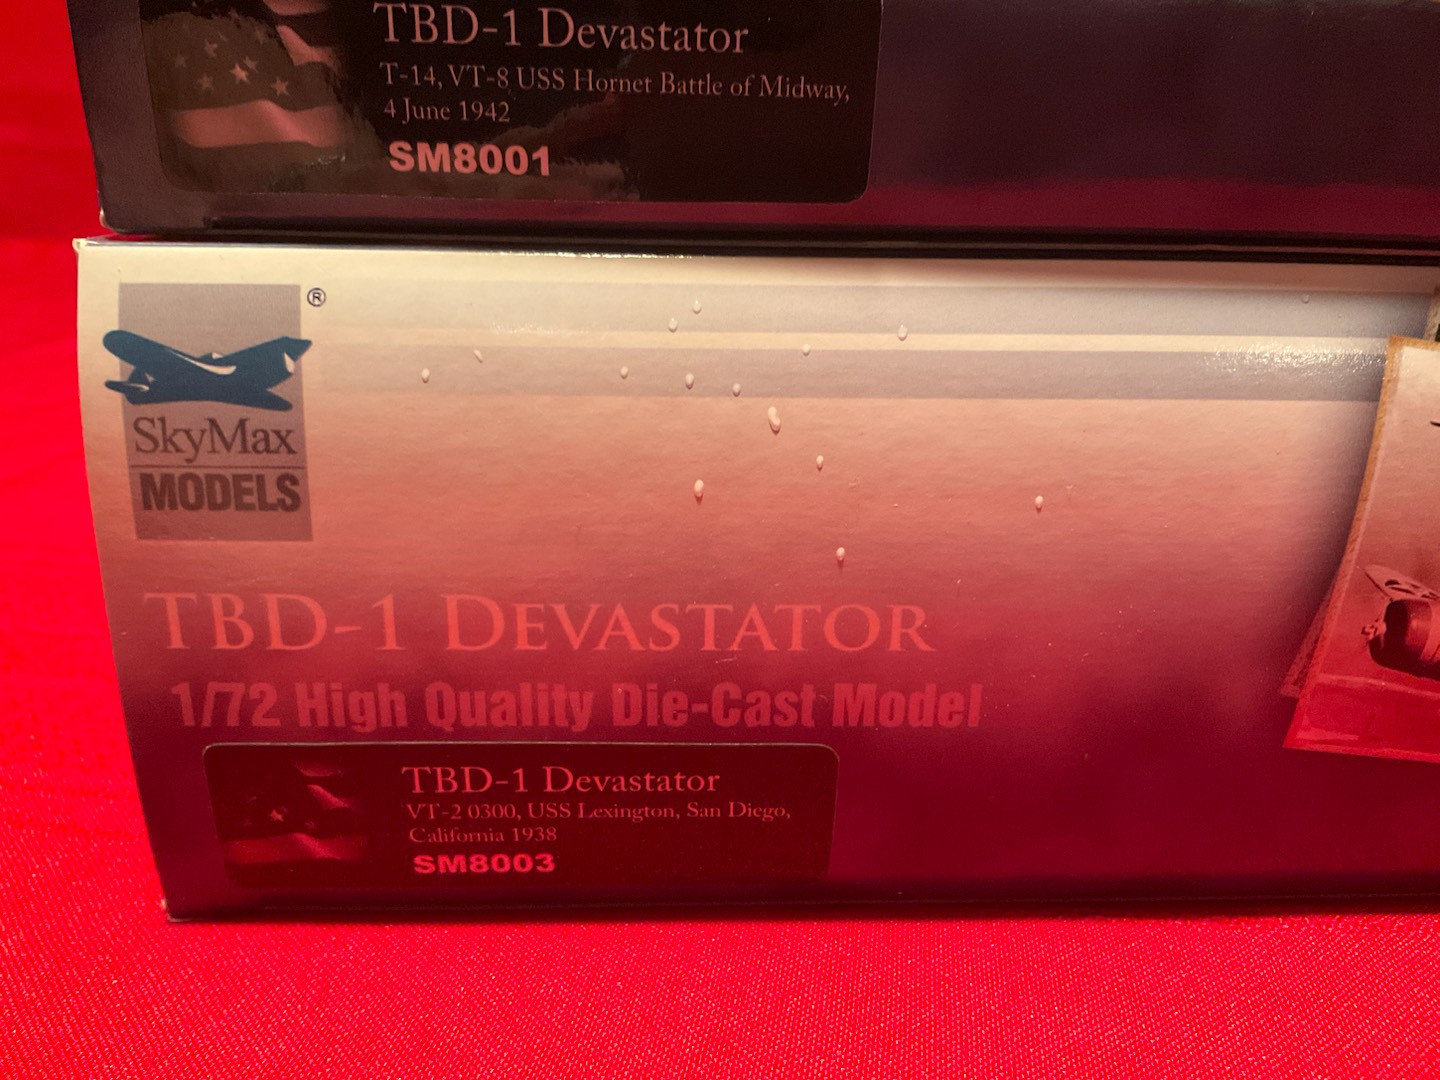 TBD-1 Devastator
T-14, VT-8 USS Hornet Battle of Midway,
4 June 1942
SM8001
®
SkyMax
MODELS
TBD-1 DEVASTATOR
1/72 High Quality Die-Cast Model
TBD-1 Devastator
VT-2 0300, USS Lexington, San Diego,
California 1938
SM8003